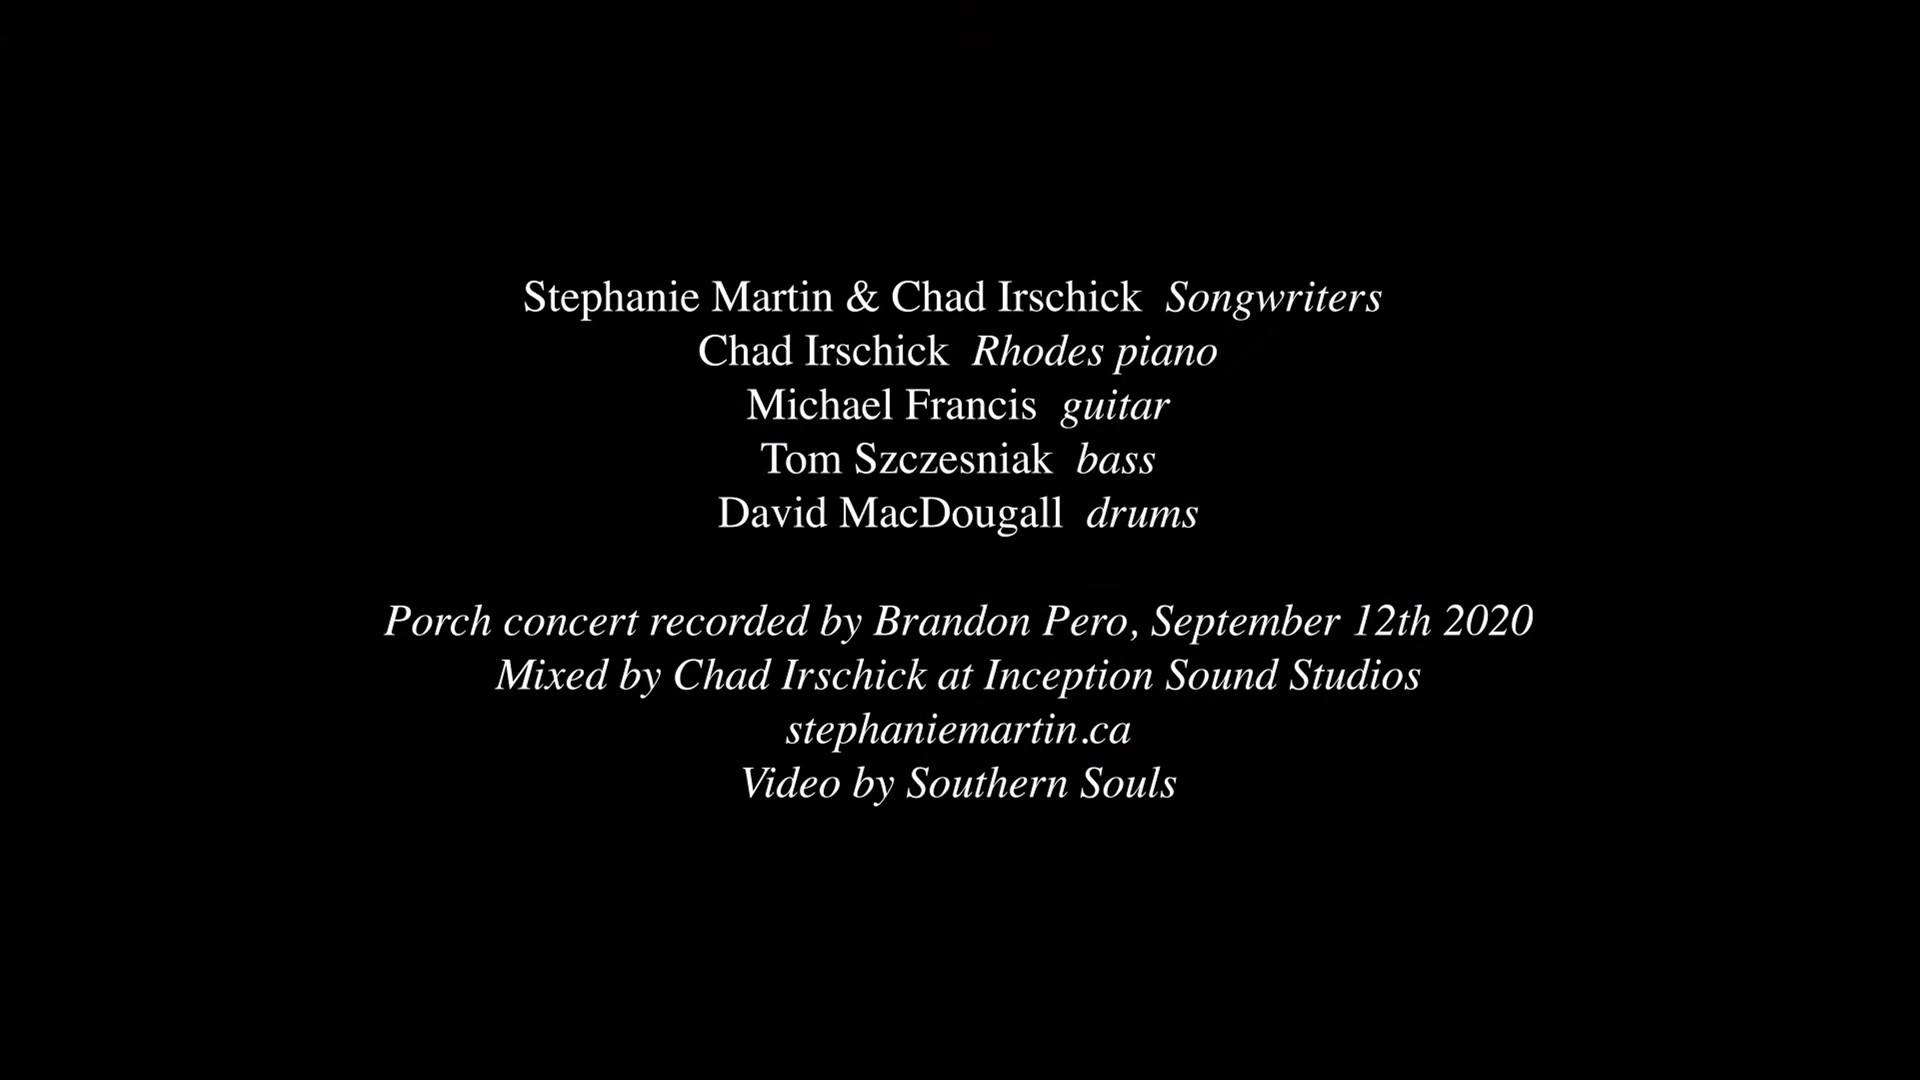 Stephanie Martin & Chad Irschick Songwriters
Chad Irschick Rhodes piano
Michael Francis guitar
Tom Szczesniak bass
David MacDougall drums
Porch concert recorded by Brandon Pero, September 12th 2020
Mixed by Chad Irschick at Inception Sound Studios
stephaniemartin.ca
Video by Southern Souls